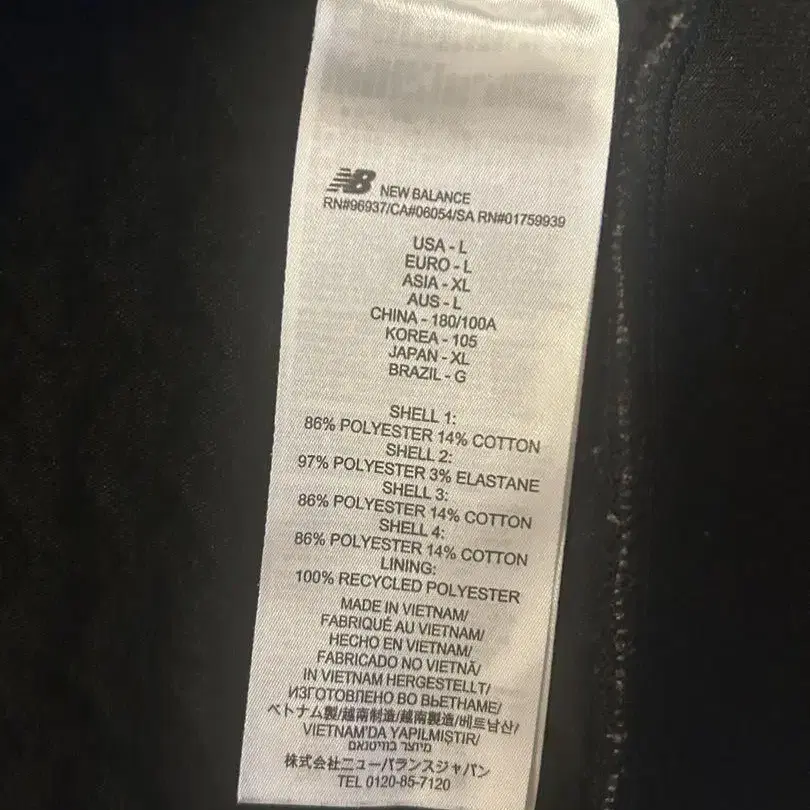 NB NEW BALANCE
RN#96937/CA#06054/SA RN#01759939
USA - L
EURO - L
ASIA - XL
AUS - L
CHINA - 180/100A
KOREA - 105
JAPAN - XL
BRAZIL - G
SHELL 1:
86% POLYESTER 14% COTTON
SHELL 2:
97% POLYESTER 3% ELASTANE
SHELL 3:
86% POLYESTER 14% COTTON
SHELL 4:
86% POLYESTER 14% COTTON
LINING:
100% RECYCLED POLYESTER
MADE IN VIETNAM/
FABRIQUÉ AU VIETNAM/
HECHO EN VIETNAM/
FABRICADO NO VIETNÃ/
IN VIETNAM HERGESTELLT/
ИЗГОТОВЛЕНО ВО ВЬЕТНАМЕ/
ベトナム製/越南制造/越南製造/베트남산/
VIETNAM'DA YAPILMIŞTIR/
מיוצר בווייטנאם
株式会社ニューバランスジャパン
TEL 0120-85-7120